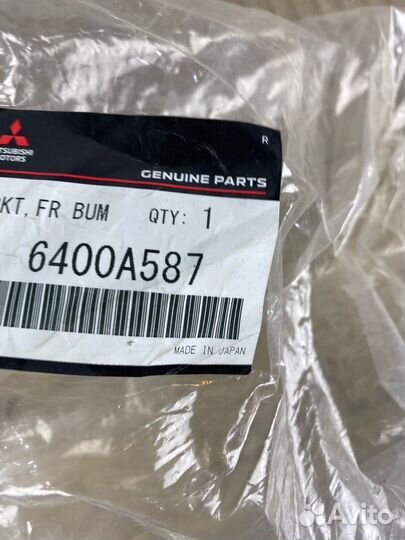 R
MITSUBISHI
MOTORS
GENUINE PARTS
KT, FR BUM QTY: 1
6400A587
MADE IN JAPAN
Avito